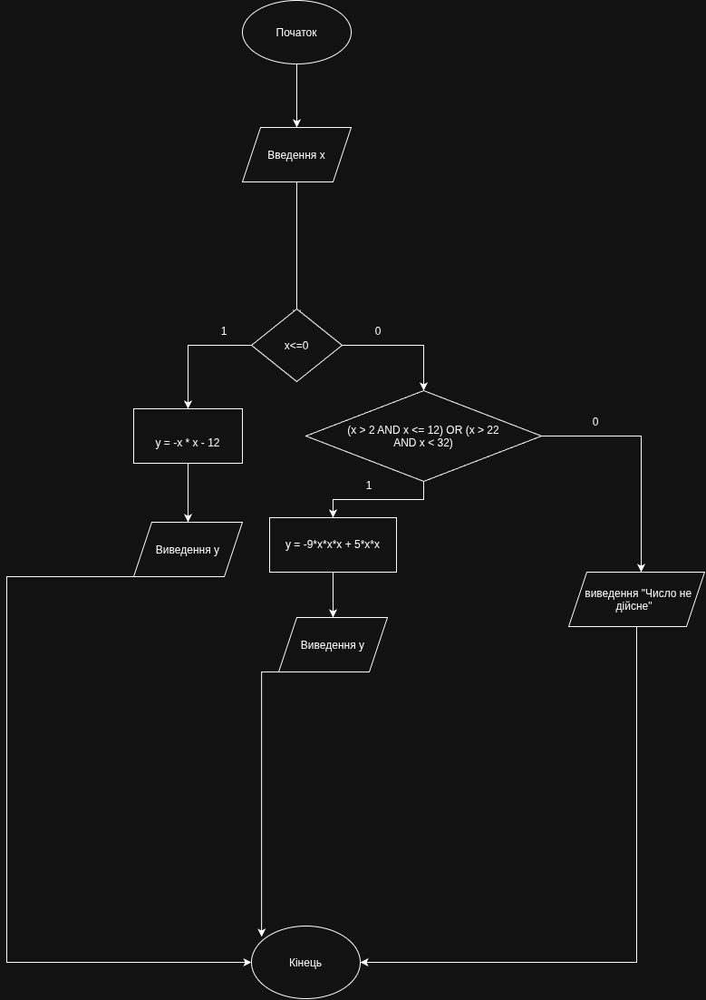 Початок
Введення x
1
0
x<=0
(x > 2 AND x <= 12) OR (x > 22
AND x < 32)
0
y = -x * x - 12
1
y = -9*x*x*x + 5*x*x
Виведення y
виведення "Число не
дійсне"
Виведення y
Кінець